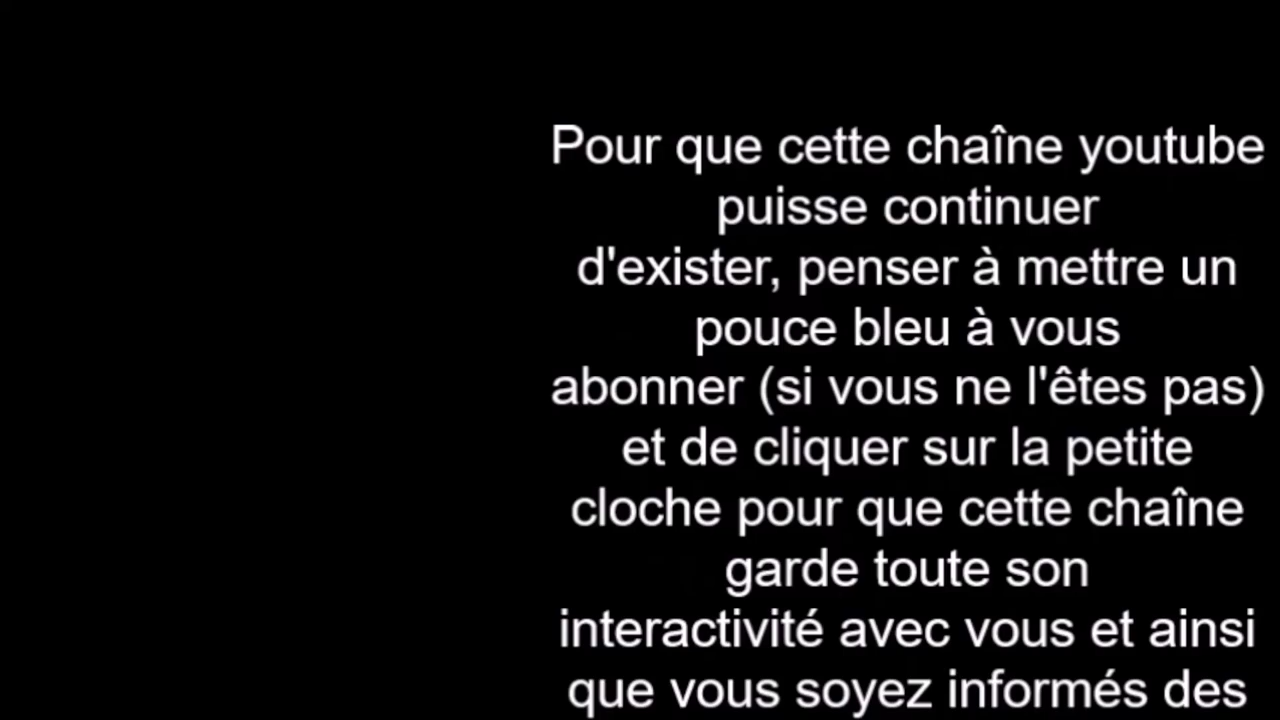 Pour que cette chaîne youtube
puisse continuer
d'exister, penser à mettre un
pouce bleu à vous
abonner (si vous ne l'êtes pas)
et de cliquer sur la petite
cloche pour que cette chaîne
garde toute son
interactivité avec vous et ainsi
que vous soyez informés des